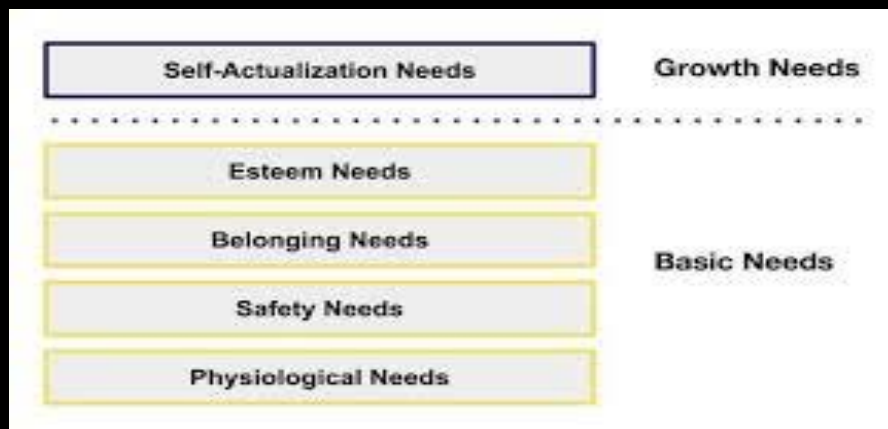 Self-Actualization Needs
Growth Needs
Esteem Needs
Belonging Needs
Basic Needs
Safety Needs
Physiological Needs